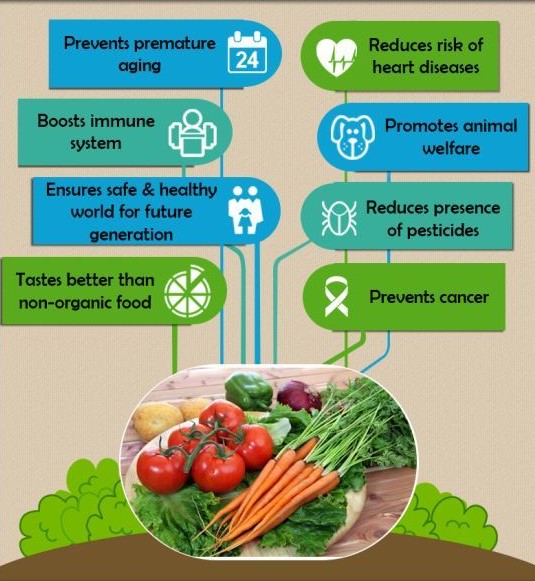 Prevents premature
aging
24
Reduces risk of
heart diseases
Boosts immune
system
Promotes animal
welfare
Ensures safe & healthy
world for future
generation
Reduces presence
of pesticides
Tastes better than
non-organic food
Prevents cancer